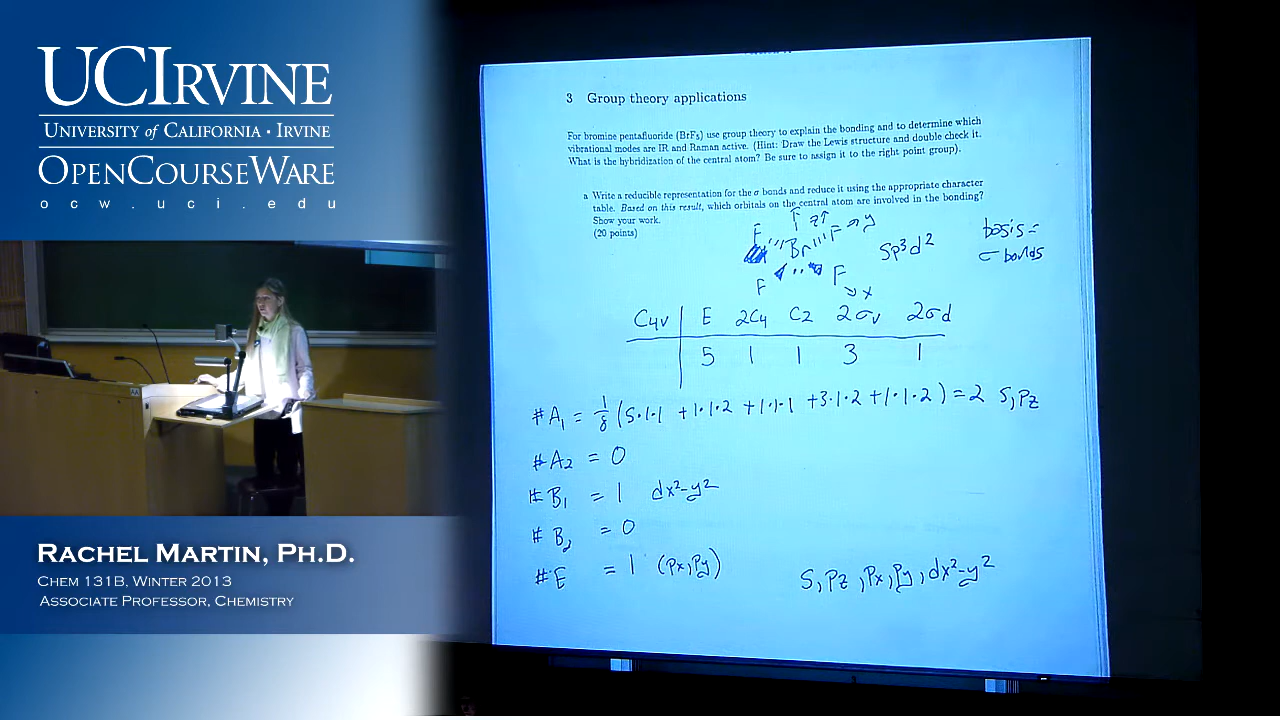 UCIRVINE
UNIVERSITY of CALIFORNIA · IRVINE
OPENCOURSEWARE
ocw.uci.edu
RACHEL MARTIN, PH.D.
CHEM 131B, WINTER 2013
ASSOCIATE PROFESSOR, CHEMISTRY
3 Group theory applications
For bromine pentafluoride (BrF₅) use group theory to explain the bonding and to determine which
vibrational modes are IR and Raman active. (Hint: Draw the Lewis structure and double check it.
What is the hybridization of the central atom? Be sure to assign it to the right point group).
a Write a reducible representation for the σ bonds and reduce it using the appropriate character
table. Based on this result, which orbitals on the central atom are involved in the bonding?
Show your work.
(20 points)
F z F y
Br sp³d²
F F x
basis =
σ bonds
C4v E 2C4 C2 2σv 2σd
5 1 1 3 1
#A₁ = 1/8 (5·1·1 + 1·1·2 + 1·1·1 + 3·1·2 + 1·1·2) = 2 S, Pz
#A2 = 0
#B₁ = 1 dx²-y²
#B2 = 0
#E = 1 (Px, Py)
S, Pz, Px, Py, dx²-y²